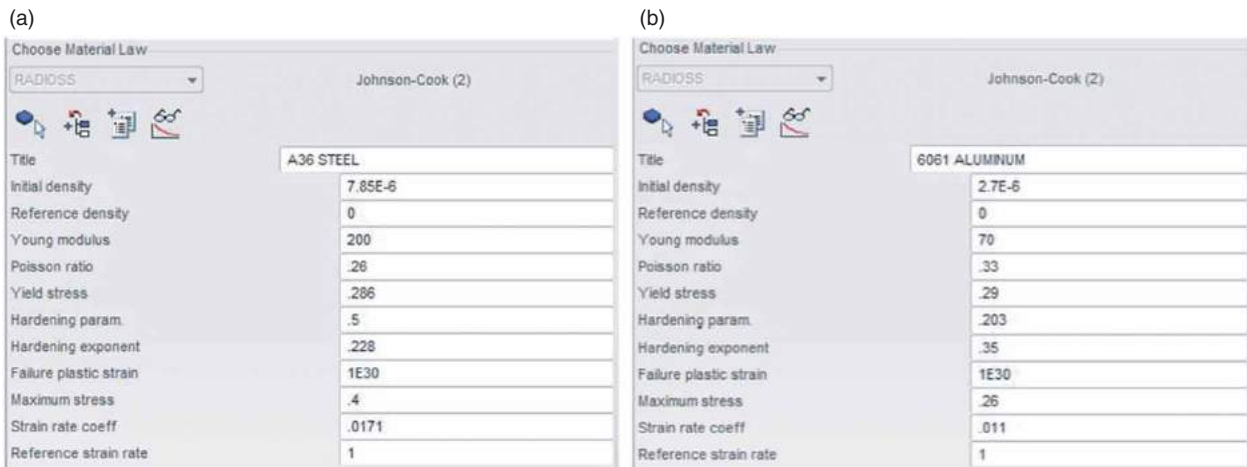 (a)
Choose Material Law
RADIOSS
Johnson-Cook (2)
Title A36 STEEL
Initial density 7.85E-6
Reference density 0
Young modulus 200
Poisson ratio .26
Yield stress .286
Hardening param. .5
Hardening exponent .228
Failure plastic strain 1E30
Maximum stress .4
Strain rate coeff .0171
Reference strain rate 1
(b)
Choose Material Law
RADIOSS
Johnson-Cook (2)
Title 6061 ALUMINUM
Initial density 2.7E-6
Reference density 0
Young modulus 70
Poisson ratio .33
Yield stress .29
Hardening param. .203
Hardening exponent .35
Failure plastic strain 1E30
Maximum stress .26
Strain rate coeff .011
Reference strain rate 1